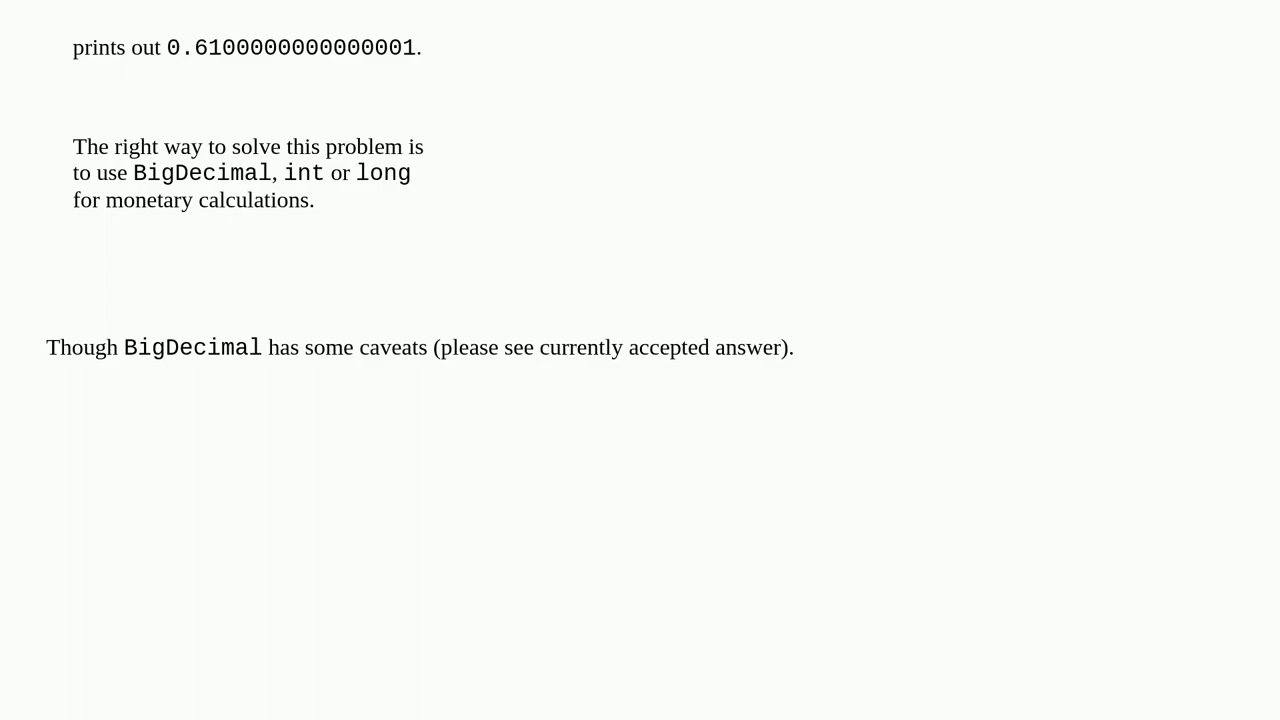 prints out 0.6100000000000001.
The right way to solve this problem is
to use BigDecimal, int or long
for monetary calculations.
Though BigDecimal has some caveats (please see currently accepted answer).